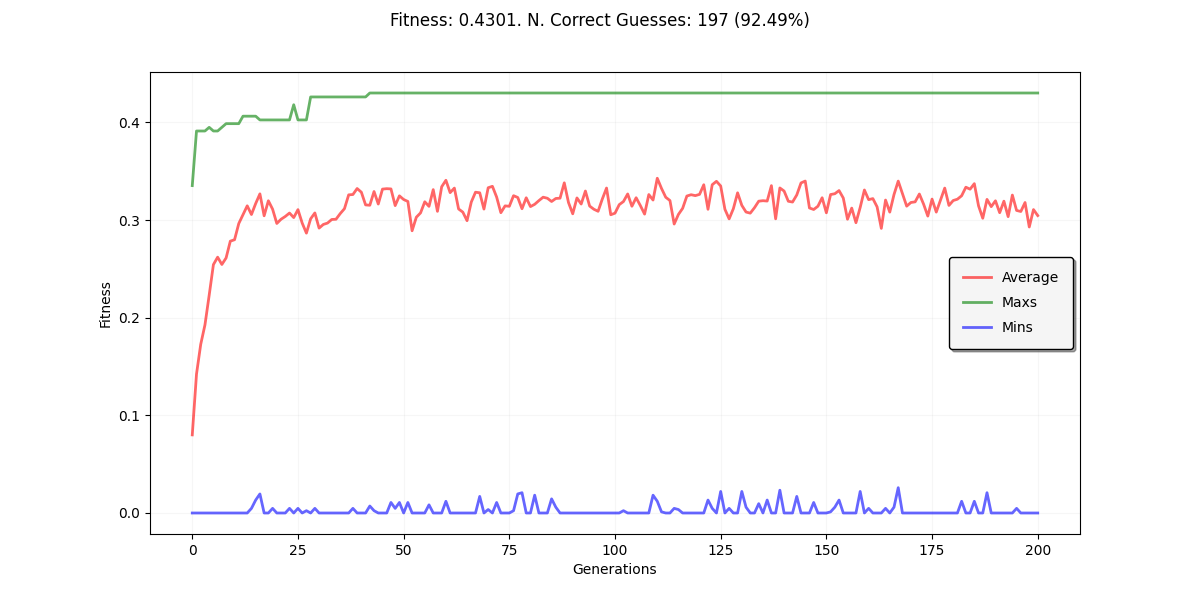 Fitness: 0.4301. N. Correct Guesses: 197 (92.49%)
0.4
0.3
0.2
0.1
0.0
Fitness
Average
Maxs
Mins
0 25 50 75 100 125 150 175 200
Generations